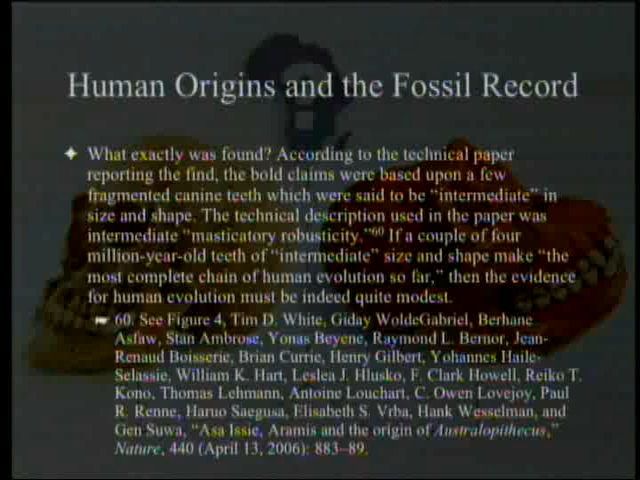 Human Origins and the Fossil Record
What exactly was found? According to the technical paper
reporting the find, the bold claims were based upon a few
fragmented canine teeth which were said to be “intermediate” in
size and shape. The technical description used in the paper was
intermediate “masticatory robusticity.”60 If a couple of four
million-year-old teeth of “intermediate” size and shape make “the
most complete chain of human evolution so far,” then the evidence
for human evolution must be indeed quite modest.
60. See Figure 4, Tim D. White, Giday WoldeGabriel, Berhane
Asfaw, Stan Ambrose, Yonas Beyene, Raymond L. Bernor, Jean-
Renaud Boisserie, Brian Currie, Henry Gilbert, Yohannes Haile-
Selassie, William K. Hart, Leslea J. Hlusko, F. Clark Howell, Reiko T.
Kono, Thomas Lehmann, Antoine Louchart, C. Owen Lovejoy, Paul
R. Renne, Haruo Saegusa, Elisabeth S. Vrba, Hank Wesselman, and
Gen Suwa, “Asa Issie, Aramis and the origin of Australopithecus,”
Nature, 440 (April 13, 2006): 883–89.